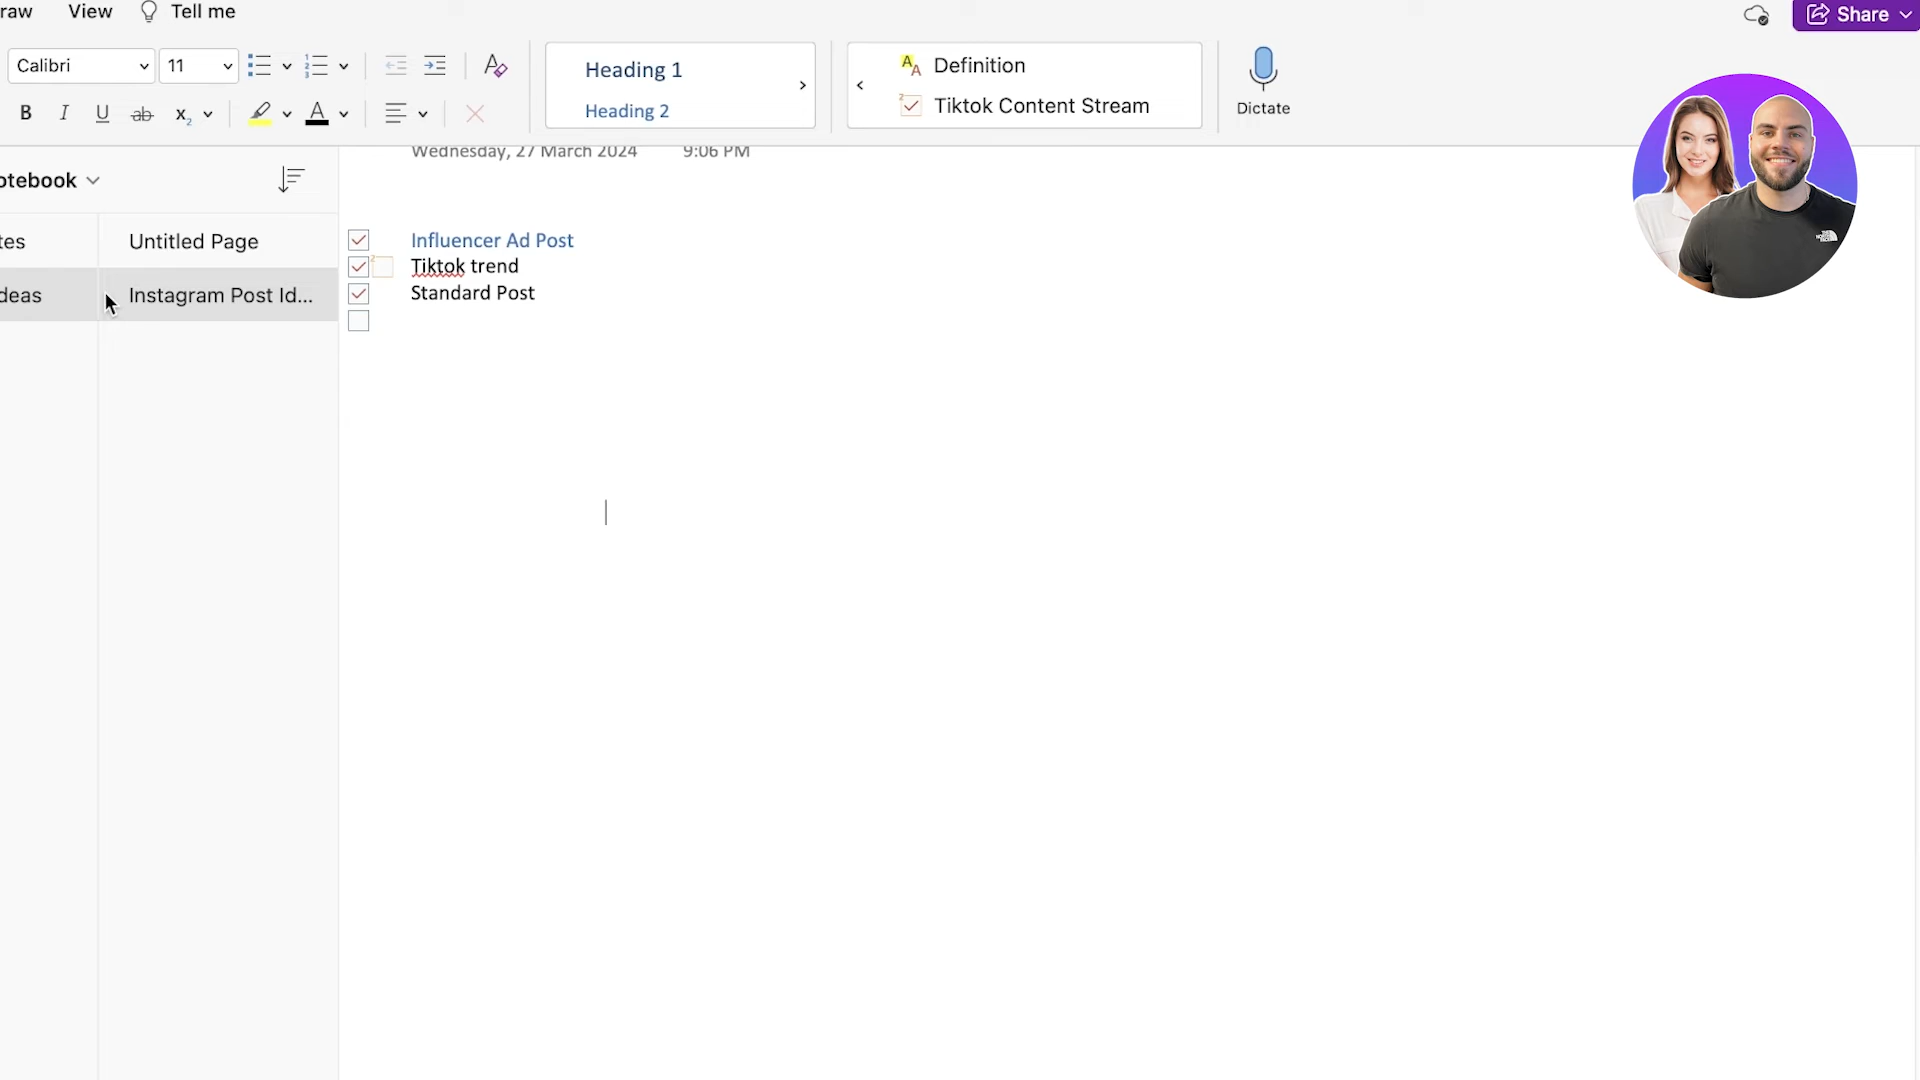 raw View Tell me
Share
Calibri 11
Heading 1
Heading 2
Definition
Tiktok Content Stream
Dictate
B I U ab x2 A
otebook
Wednesday, 27 March 2024 9:06 PM
tes
Untitled Page
deas
Instagram Post Id...
Influencer Ad Post
Tiktok trend
Standard Post